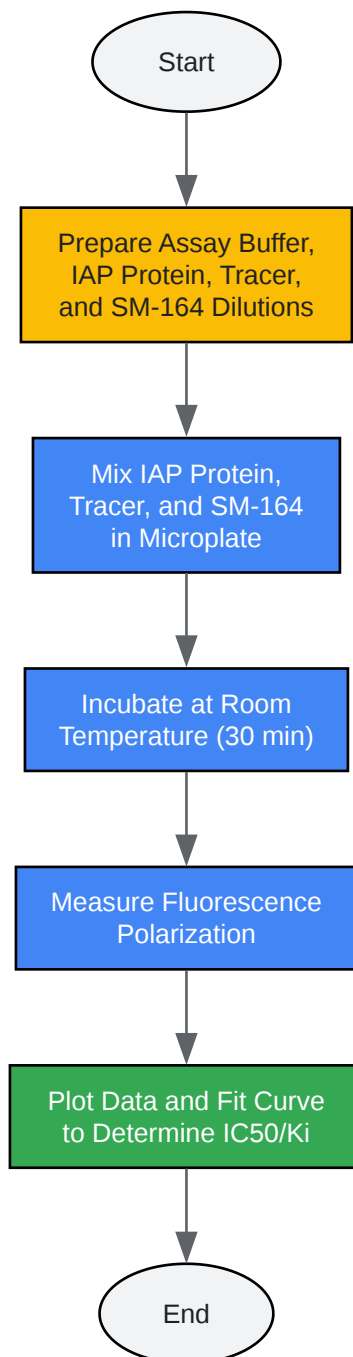 Start
Prepare Assay Buffer,
IAP Protein, Tracer,
and SM-164 Dilutions
Mix IAP Protein,
Tracer, and SM-164
in Microplate
Incubate at Room
Temperature (30 min)
Measure Fluorescence
Polarization
Plot Data and Fit Curve
to Determine IC50/Ki
End